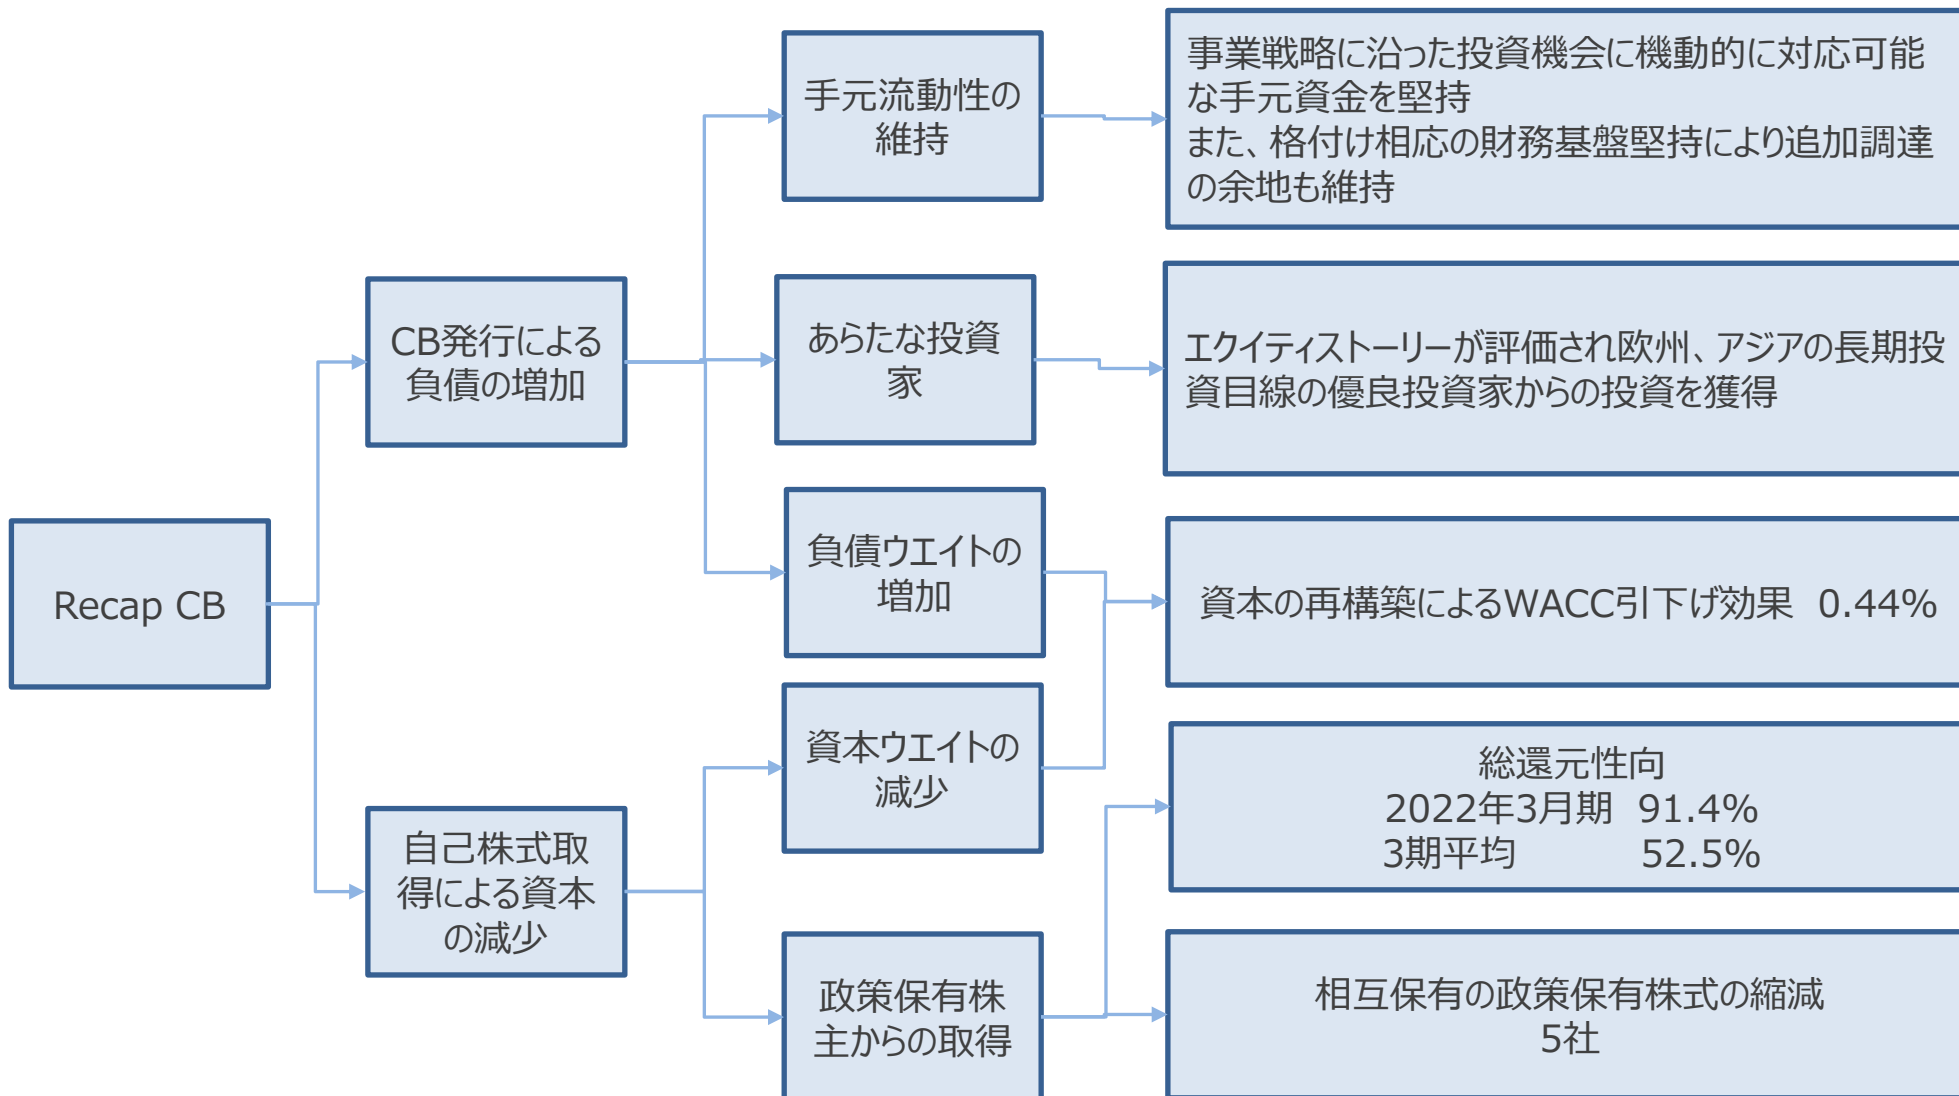 Recap CB
CB発行による
負債の増加
自己株式取
得による資本
の減少
手元流動性の
維持
あらたな投資
家
負債ウエイトの
増加
資本ウエイトの
減少
政策保有株
主からの取得
事業戦略に沿った投資機会に機動的に対応可能
な手元資金を堅持
また、格付け相応の財務基盤堅持により追加調達
の余地も維持
エクイティストーリーが評価され欧州、アジアの長期投
資目線の優良投資家からの投資を獲得
資本の再構築によるWACC引下げ効果 0.44%
総還元性向
2022年3月期 91.4%
3期平均 52.5%
相互保有の政策保有株式の縮減
5社